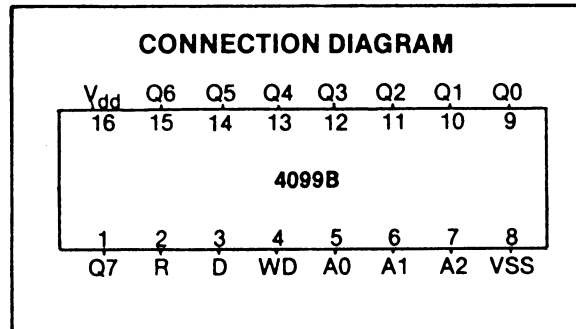 CONNECTION DIAGRAM
Vdd Q6 Q5 Q4 Q3 Q2 Q1 Q0
16 15 14 13 12 11 10 9
4099B
1 2 3 4 5 6 7 8
Q7 R D WD A0 A1 A2 VSS